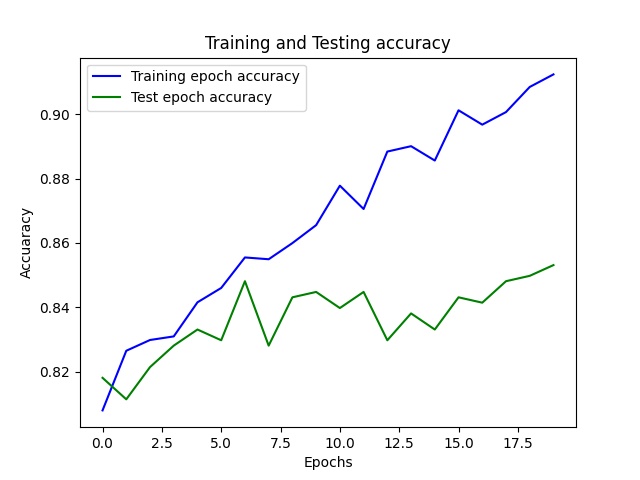 Training and Testing accuracy
Training epoch accuracy
Test epoch accuracy
0.90
0.88
0.86
0.84
0.82
Accuaracy
0.0 2.5 5.0 7.5 10.0 12.5 15.0 17.5
Epochs